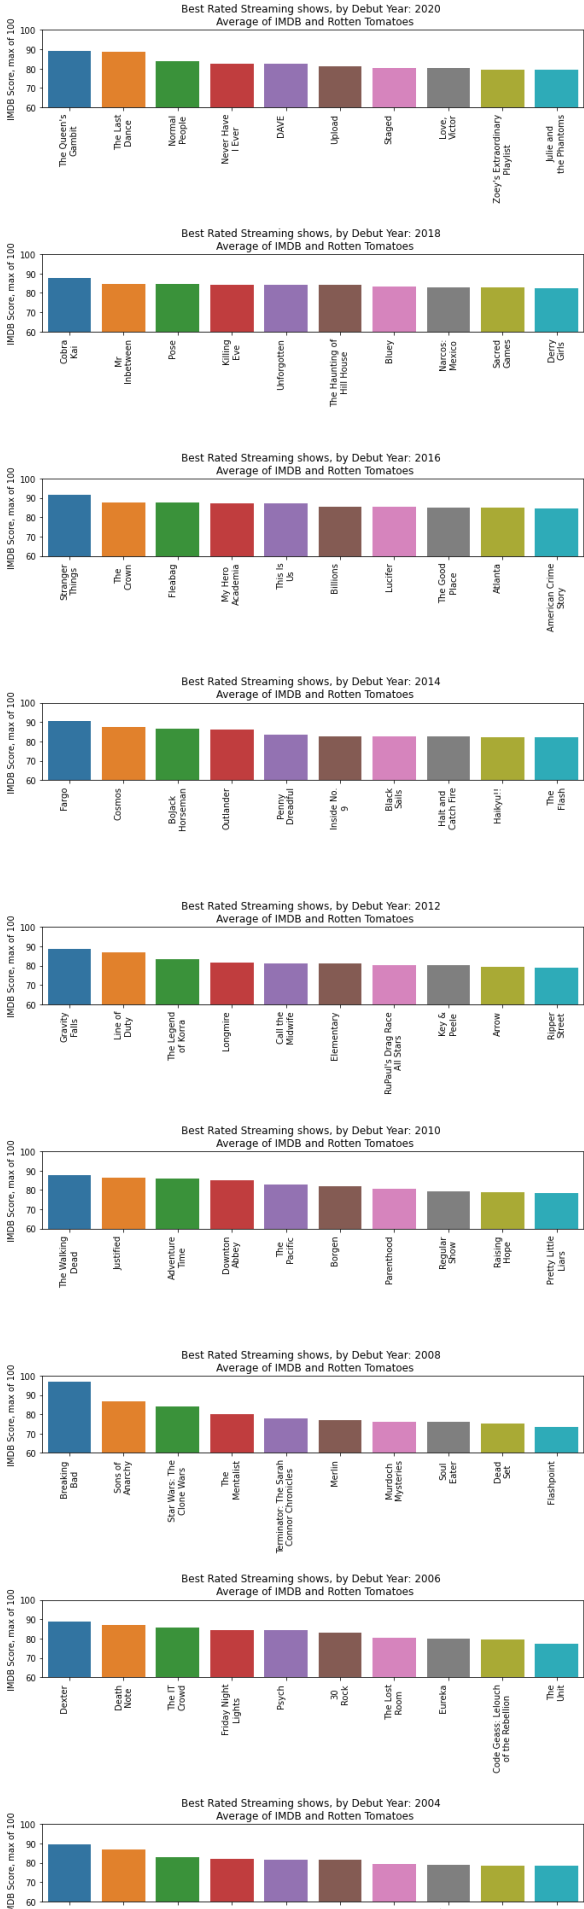 Best Rated Streaming shows, by Debut Year: 2020
Average of IMDB and Rotten Tomatoes
IMDB Score, max of 100
100
90
80
70
60
The Queen's
Gambit
The Last
Dance
Normal
People
Never Have
I Ever
DAVE
Upload
Staged
Love,
Victor
Zoey's Extraordinary
Playlist
Julie and
the Phantoms
Best Rated Streaming shows, by Debut Year: 2018
Average of IMDB and Rotten Tomatoes
IMDB Score, max of 100
100
90
80
70
60
Cobra
Kai
Mr
Inbetween
Pose
Killing
Eve
Unforgotten
The Haunting of
Hill House
Bluey
Narcos:
Mexico
Sacred
Games
Derry
Girls
Best Rated Streaming shows, by Debut Year: 2016
Average of IMDB and Rotten Tomatoes
IMDB Score, max of 100
100
90
80
70
60
Stranger
Things
The
Crown
Fleabag
My Hero
Academia
This Is
Us
Billions
Lucifer
The Good
Place
Atlanta
American Crime
Story
Best Rated Streaming shows, by Debut Year: 2014
Average of IMDB and Rotten Tomatoes
IMDB Score, max of 100
100
90
80
70
60
Fargo
Cosmos
BoJack
Horseman
Outlander
Penny
Dreadful
Inside No.
9
Black
Sails
Halt and
Catch Fire
Haikyu!!
The
Flash
Best Rated Streaming shows, by Debut Year: 2012
Average of IMDB and Rotten Tomatoes
IMDB Score, max of 100
100
90
80
70
60
Gravity
Falls
Line of
Duty
The Legend
of Korra
Longmire
Call the
Midwife
Elementary
RuPaul's Drag Race
All Stars
Key &
Peele
Arrow
Ripper
Street
Best Rated Streaming shows, by Debut Year: 2010
Average of IMDB and Rotten Tomatoes
IMDB Score, max of 100
100
90
80
70
60
The Walking
Dead
Justified
Adventure
Time
Downton
Abbey
The
Pacific
Borgen
Parenthood
Regular
Show
Raising
Hope
Pretty Little
Liars
Best Rated Streaming shows, by Debut Year: 2008
Average of IMDB and Rotten Tomatoes
IMDB Score, max of 100
100
90
80
70
60
Breaking
Bad
Sons of
Anarchy
Star Wars: The
Clone Wars
The
Mentalist
Terminator: The Sarah
Connor Chronicles
Merlin
Murdoch
Mysteries
Soul
Eater
Dead
Set
Flashpoint
Best Rated Streaming shows, by Debut Year: 2006
Average of IMDB and Rotten Tomatoes
IMDB Score, max of 100
100
90
80
70
60
Dexter
Death
Note
The IT
Crowd
Friday Night
Lights
Psych
30
Rock
The Lost
Room
Eureka
Code Geass: Lelouch
of the Rebellion
The
Unit
Best Rated Streaming shows, by Debut Year: 2004
Average of IMDB and Rotten Tomatoes
MDB Score, max of 100
100
90
80
70
60